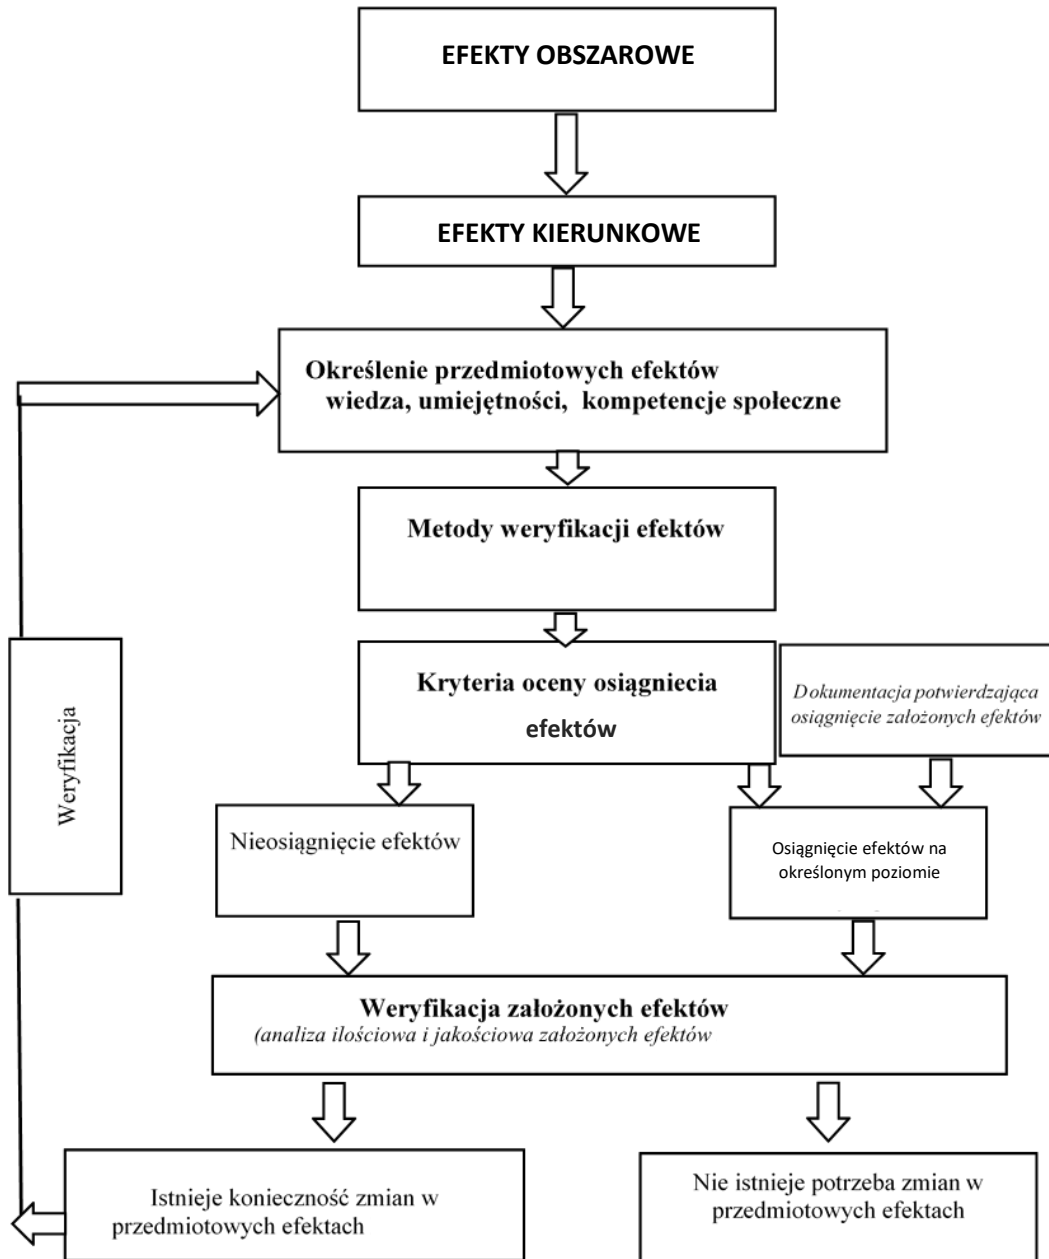 EFEKTY OBSZAROWE
EFEKTY KIERUNKOWE
Określenie przedmiotowych efektów
wiedza, umiejętności, kompetencje społeczne
Metody weryfikacji efektów
Kryteria oceny osiągniecia
efektów
Dokumentacja potwierdzająca
osiągnięcie założonych efektów
Weryfikacja
Nieosiągnięcie efektów
Osiągnięcie efektów na
określonym poziomie
Weryfikacja założonych efektów
(analiza ilościowa i jakościowa założonych efektów
Istnieje konieczność zmian w
przedmiotowych efektach
Nie istnieje potrzeba zmian w
przedmiotowych efektach